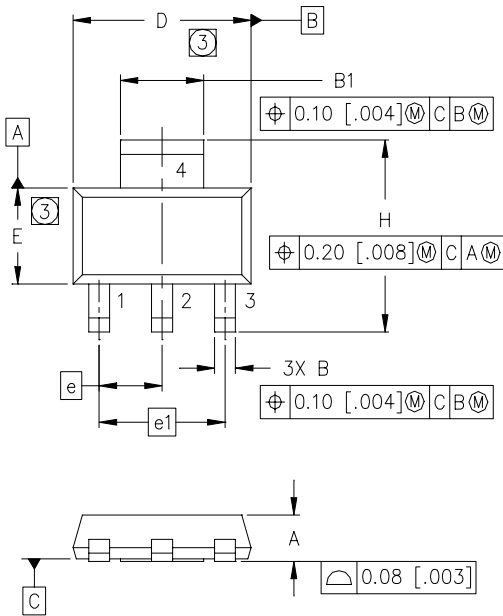 D
B
③
B1
⌖ 0.10 [.004] Ⓜ C B Ⓜ
A
4
③
E
H
⌖ 0.20 [.008] Ⓜ C A Ⓜ
1 2 3
3X B
e
⌖ 0.10 [.004] Ⓜ C B Ⓜ
e1
A
0.08 [.003]
C